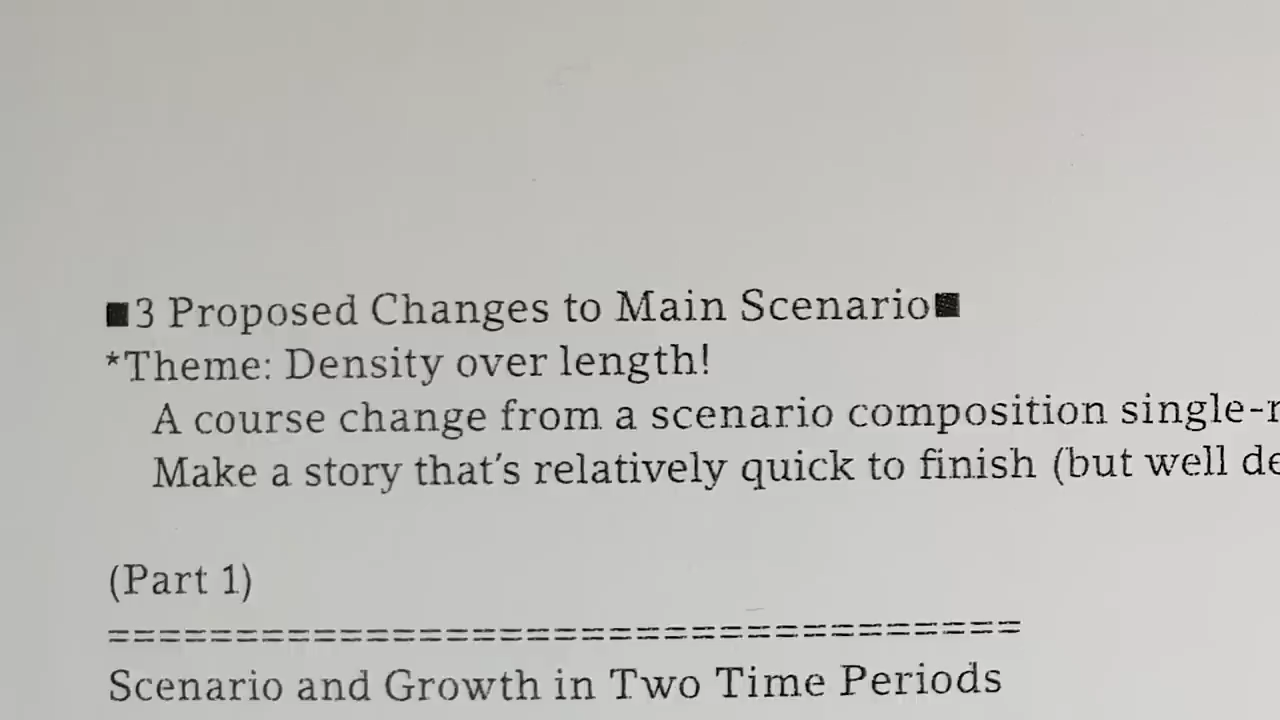 ■3 Proposed Changes to Main Scenario■
*Theme: Density over length!
A course change from a scenario composition
Make a story that's relatively quick to finish (but well
(Part 1)
===================================
Scenario and Growth in Two Time Periods